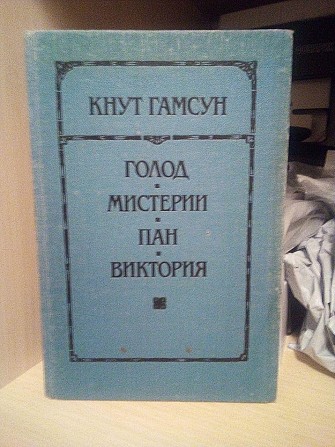 КНУТ ГАМСУН
ГОЛОД
МИСТЕРИИ
ПАН
ВИКТОРИЯ